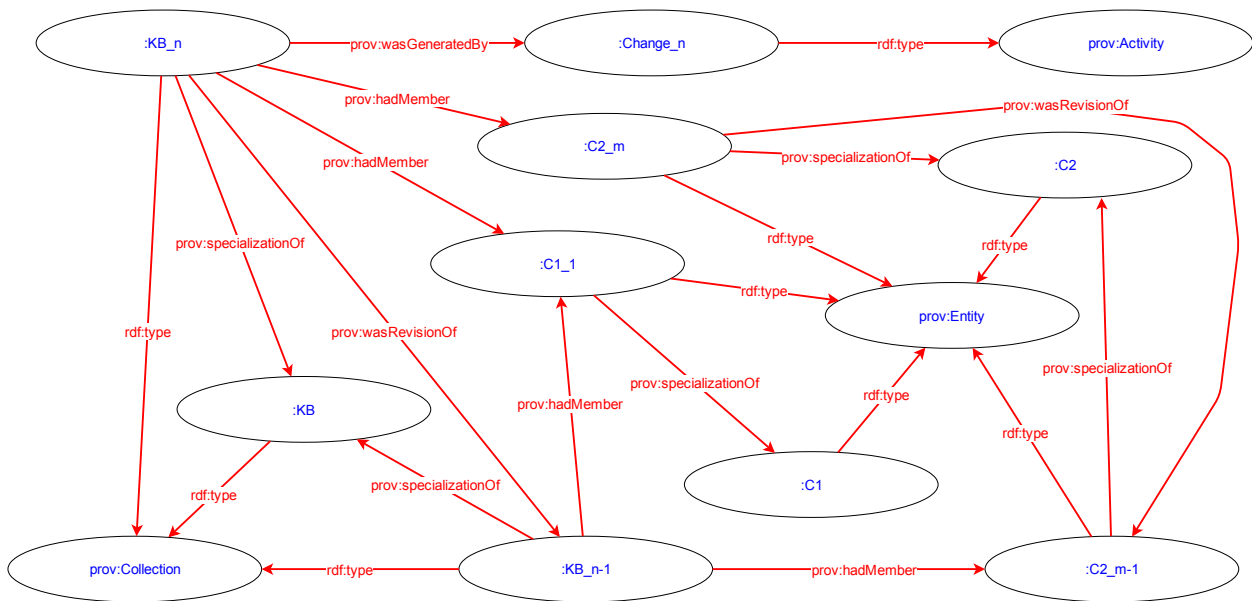 :KB_n
prov:wasGeneratedBy
:Change_n
rdf:type
prov:Activity
prov:hadMember
prov:wasRevisionOf
:C2_m
prov:specializationOf
:C2
prov:hadMember
prov:specializationOf
rdf:type
rdf:type
:C1_1
rdf:type
prov:Entity
rdf:type
prov:wasRevisionOf
prov:specializationOf
prov:specializationOf
rdf:type
:KB
prov:hadMember
rdf:type
prov:specializationOf
:C1
rdf:type
prov:Collection
rdf:type
:KB_n-1
prov:hadMember
:C2_m-1